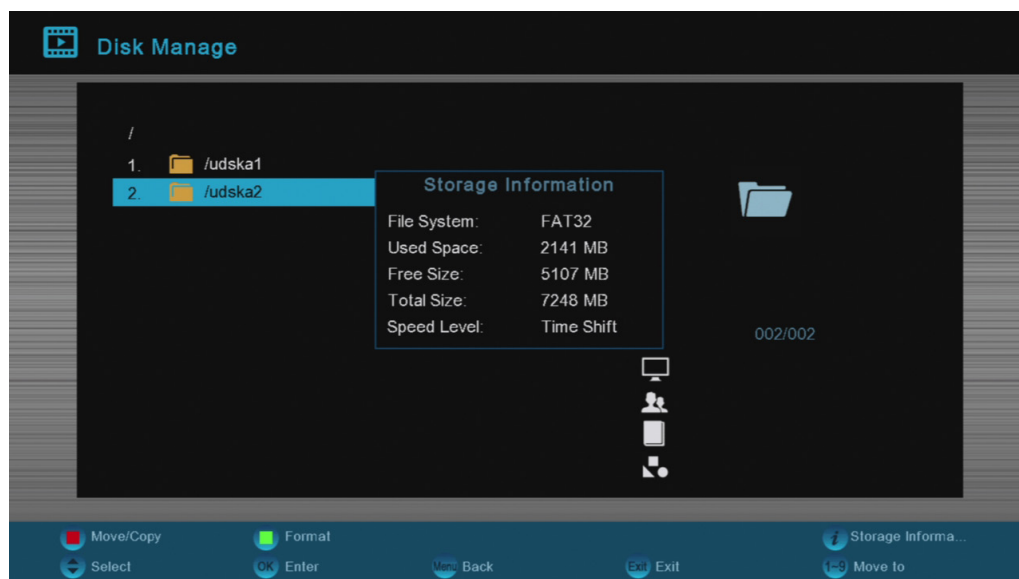 Disk Manage
/
1. /udska1
2. /udska2
Storage Information
File System: FAT32
Used Space: 2141 MB
Free Size: 5107 MB
Total Size: 7248 MB
Speed Level: Time Shift
002/002
Move/Copy Format i Storage Informa...
Select OK Enter Menu Back Exit Exit 1~9 Move to